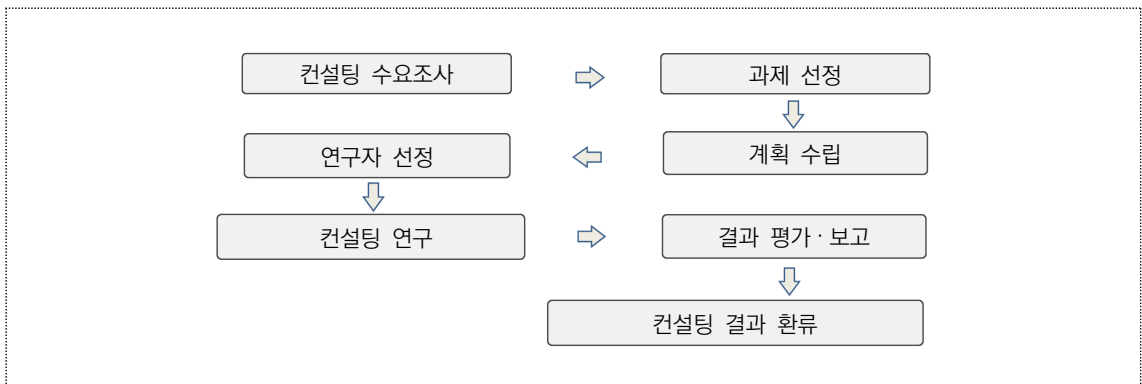 컨설팅 수요조사
과제 선정
계획 수립
연구자 선정
컨설팅 연구
결과 평가·보고
컨설팅 결과 환류